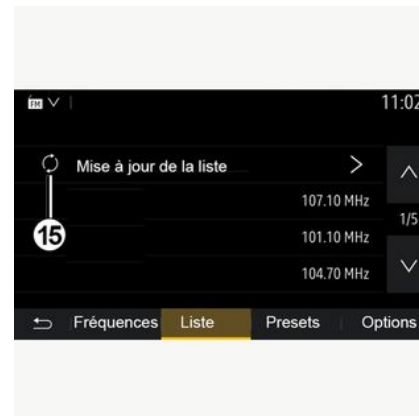 FM
11:02
Mise à jour de la liste
15
107.10 MHz
1/5
101.10 MHz
104.70 MHz
Fréquences Liste Presets Options